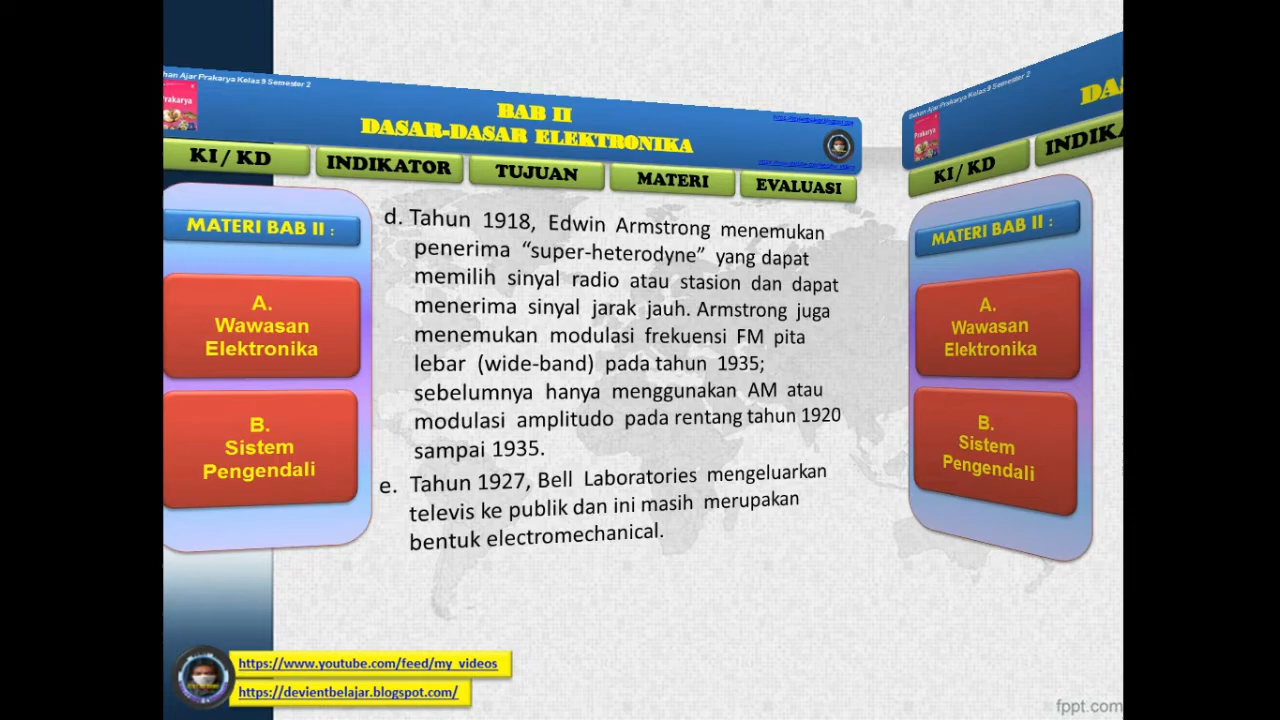 han Ajar Prakarya Kelas 9 Semester 2
Prakarya
BAB II
DASAR-DASAR ELEKTRONIKA
KI / KD
INDIKATOR
TUJUAN
MATERI
EVALUASI
MATERI BAB II :
A.
Wawasan
Elektronika
B.
Sistem
Pengendali
d. Tahun 1918, Edwin Armstrong menemukan
penerima “super-heterodyne” yang dapat
memilih sinyal radio atau stasion dan dapat
menerima sinyal jarak jauh. Armstrong juga
menemukan modulasi frekuensi FM pita
lebar (wide-band) pada tahun 1935;
sebelumnya hanya menggunakan AM atau
modulasi amplitudo pada rentang tahun 1920
sampai 1935.
e. Tahun 1927, Bell Laboratories mengeluarkan
televis ke publik dan ini masih merupakan
bentuk electromechanical.
Bahan Ajar Prakarya Kelas 9 Semester 2
Prakarya
DAS
KI / KD
INDIKA
MATERI BAB II :
A.
Wawasan
Elektronika
B.
Sistem
Pengendali
https://www.youtube.com/feed/my_videos
https://devientbelajar.blogspot.com/
fppt.com